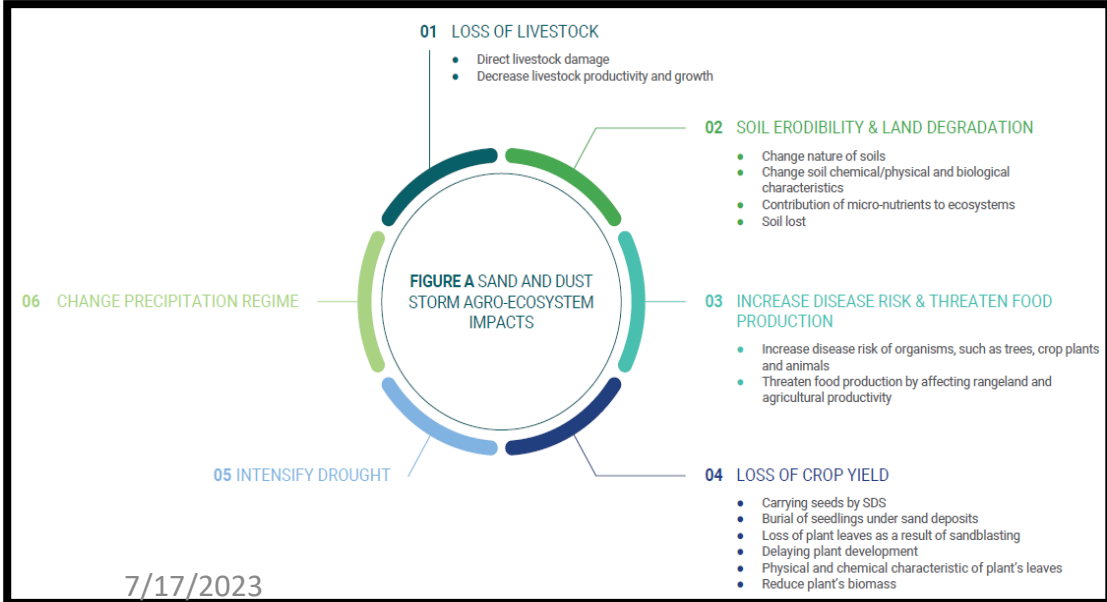 01 LOSS OF LIVESTOCK
● Direct livestock damage
● Decrease livestock productivity and growth
02 SOIL ERODIBILITY & LAND DEGRADATION
● Change nature of soils
● Change soil chemical/physical and biological
characteristics
● Contribution of micro-nutrients to ecosystems
● Soil lost
FIGURE A SAND AND DUST
STORM AGRO-ECOSYSTEM
IMPACTS
03 INCREASE DISEASE RISK & THREATEN FOOD
PRODUCTION
● Increase disease risk of organisms, such as trees, crop plants
and animals
● Threaten food production by affecting rangeland and
agricultural productivity
04 LOSS OF CROP YIELD
● Carrying seeds by SDS
● Burial of seedlings under sand deposits
● Loss of plant leaves as a result of sandblasting
● Delaying plant development
● Physical and chemical characteristic of plant's leaves
● Reduce plant's biomass
05 INTENSIFY DROUGHT
06 CHANGE PRECIPITATION REGIME
7/17/2023